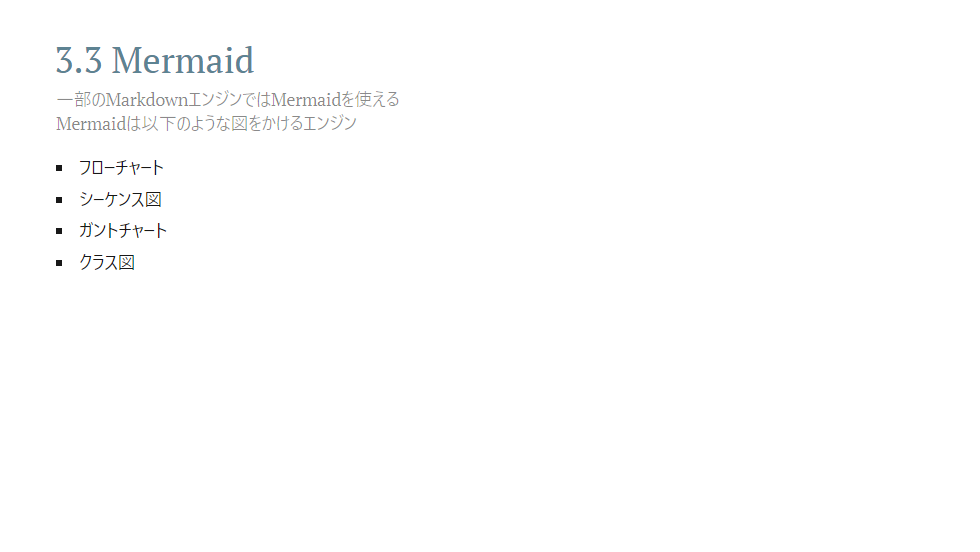 3.3 Mermaid
一部のMarkdownエンジンではMermaidを使える
Mermaidは以下のような図をかけるエンジン
フローチャート
シーケンス図
ガントチャート
クラス図